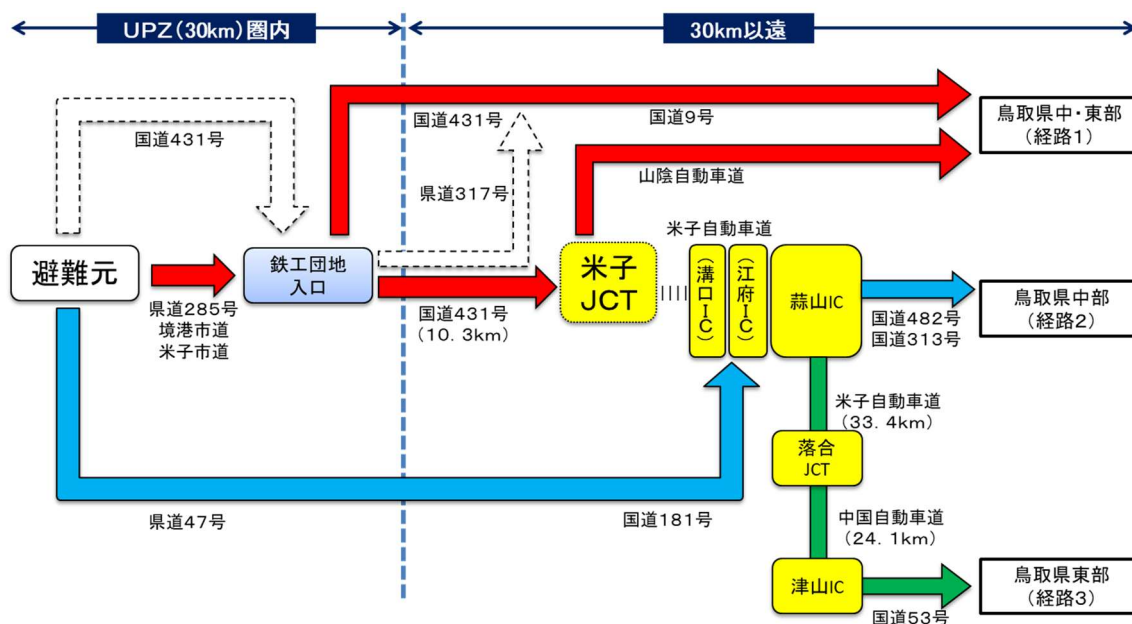 UPZ(30km)圏内
30km以遠
国道431号
国道431号
国道9号
鳥取県中・東部
(経路1)
県道317号
山陰自動車道
避難元
鉄工団地
入口
米子
JCT
米子自動車道
(溝口IC)
(江府IC)
蒜山IC
鳥取県中部
(経路2)
県道285号
境港市道
米子市道
国道431号
(10.3km)
国道482号
国道313号
米子自動車道
(33.4km)
落合
JCT
県道47号
国道181号
中国自動車道
(24.1km)
津山IC
国道53号
鳥取県東部
(経路3)